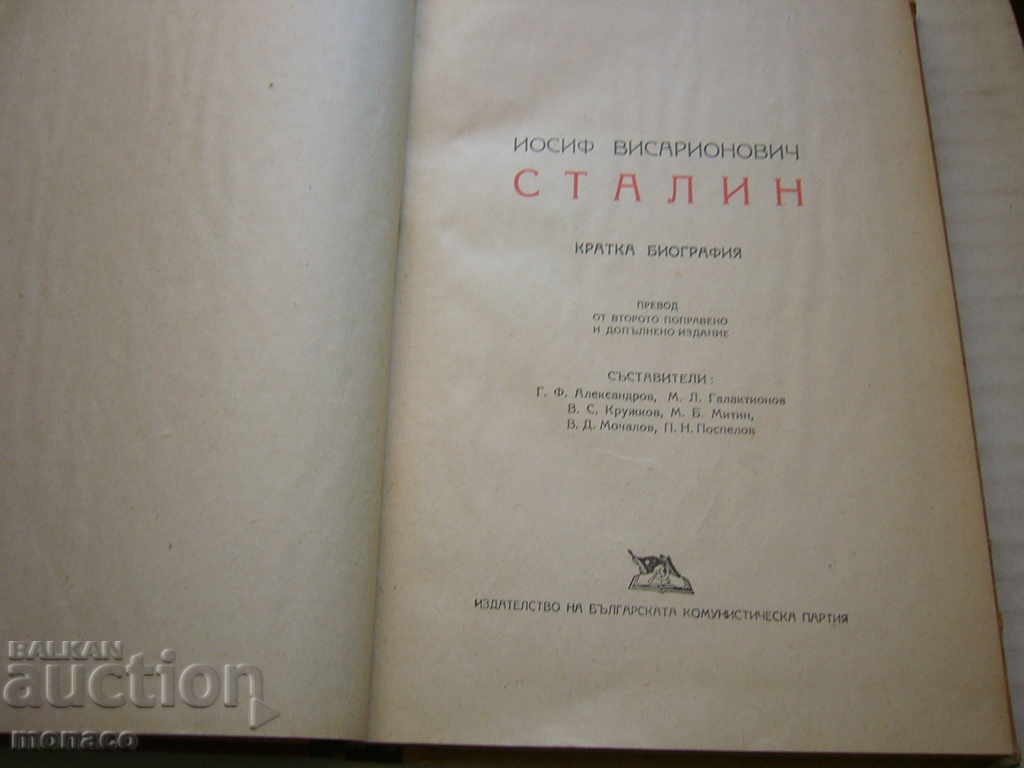 ИОСИФ ВИСАРИОНОВИЧ
СТАЛИН
КРАТКА БИОГРАФИЯ
ПРЕВОД
ОТ ВТОРОТО ПОПРАВЕНО
И ДОПЪЛНЕНО ИЗДАНИЕ
СЪСТАВИТЕЛИ:
Г. Ф. Александров, М. Л. Галактионов
В. С. Кружков, М. Б. Митин,
В. Д. Мочалов, П. Н. Поспелов
ИЗДАТЕЛСТВО НА БЪЛГАРСКАТА КОМУНИСТИЧЕСКА ПАРТИЯ
BALKAN
auction
monaco